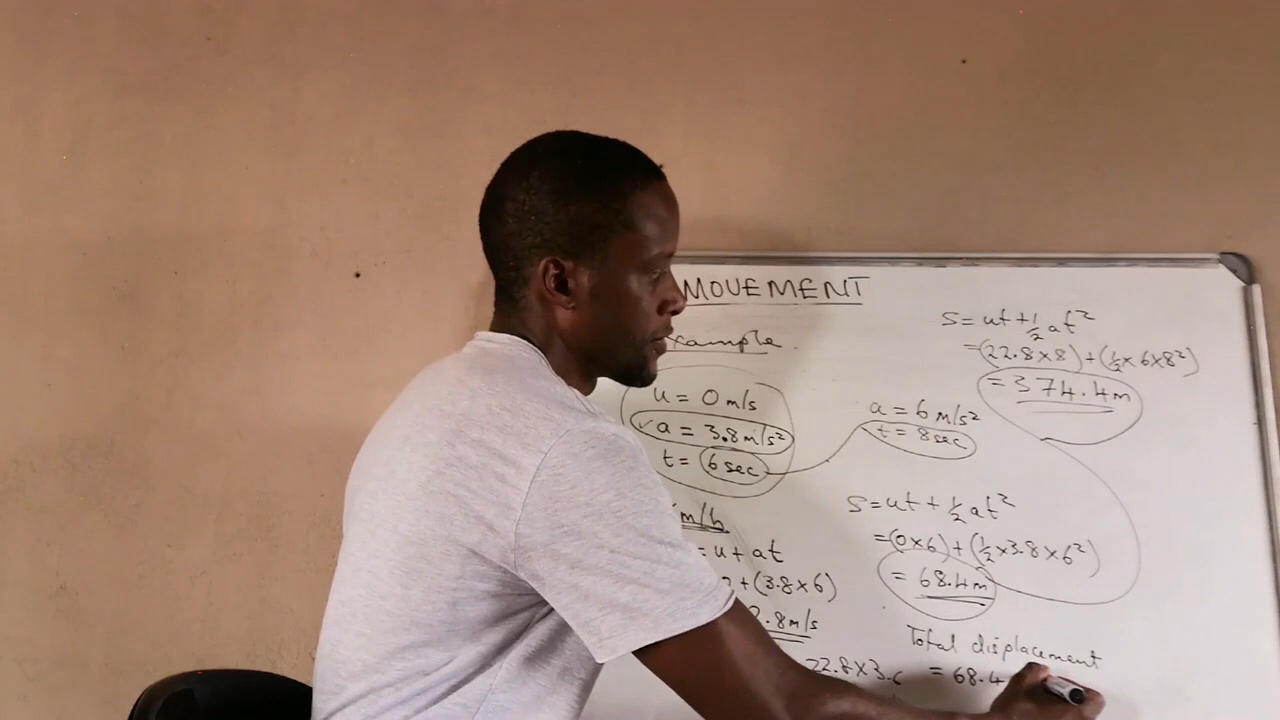 MOVEMENT
xample.
u = 0 m/s
✓ a = 3.8 m/s²
t = 6 sec
m/h
= u + at
+(3.8×6)
.8 m/s
22.8×3.6
a = 6 m/s²
t = 8 sec
S = ut + ½ at²
= (22.8×8) + (½×6×8²)
= 374.4m
S = ut + ½ at²
= (0×6) + (½×3.8×6²)
= 68.4m
Total displacement
= 68.4